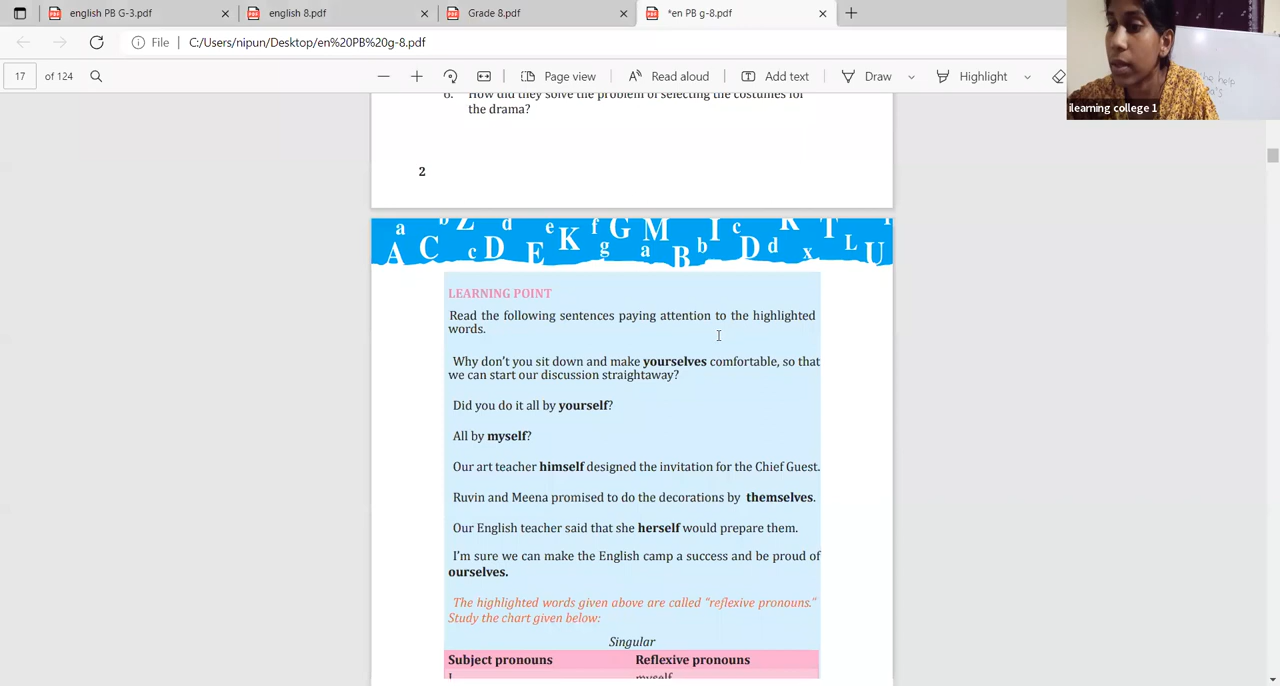 english PB G-3.pdf
english 8.pdf
Grade 8.pdf
*en PB g-8.pdf
File
C:/Users/nipun/Desktop/en%20PB%20g-8.pdf
17 of 124
Page view
Read aloud
Add text
Draw
Highlight
ilearning college 1
6. How did they solve the problem of selecting the costumes for
the drama?
2
a b Z d e f G M I c R T
A C c D E K g a B b D d x L U
LEARNING POINT
Read the following sentences paying attention to the highlighted
words.
Why don't you sit down and make yourselves comfortable, so that
we can start our discussion straightaway?
Did you do it all by yourself?
All by myself?
Our art teacher himself designed the invitation for the Chief Guest.
Ruvin and Meena promised to do the decorations by themselves.
Our English teacher said that she herself would prepare them.
I'm sure we can make the English camp a success and be proud of
ourselves.
The highlighted words given above are called "reflexive pronouns."
Study the chart given below:
Singular
Subject pronouns Reflexive pronouns
I myself